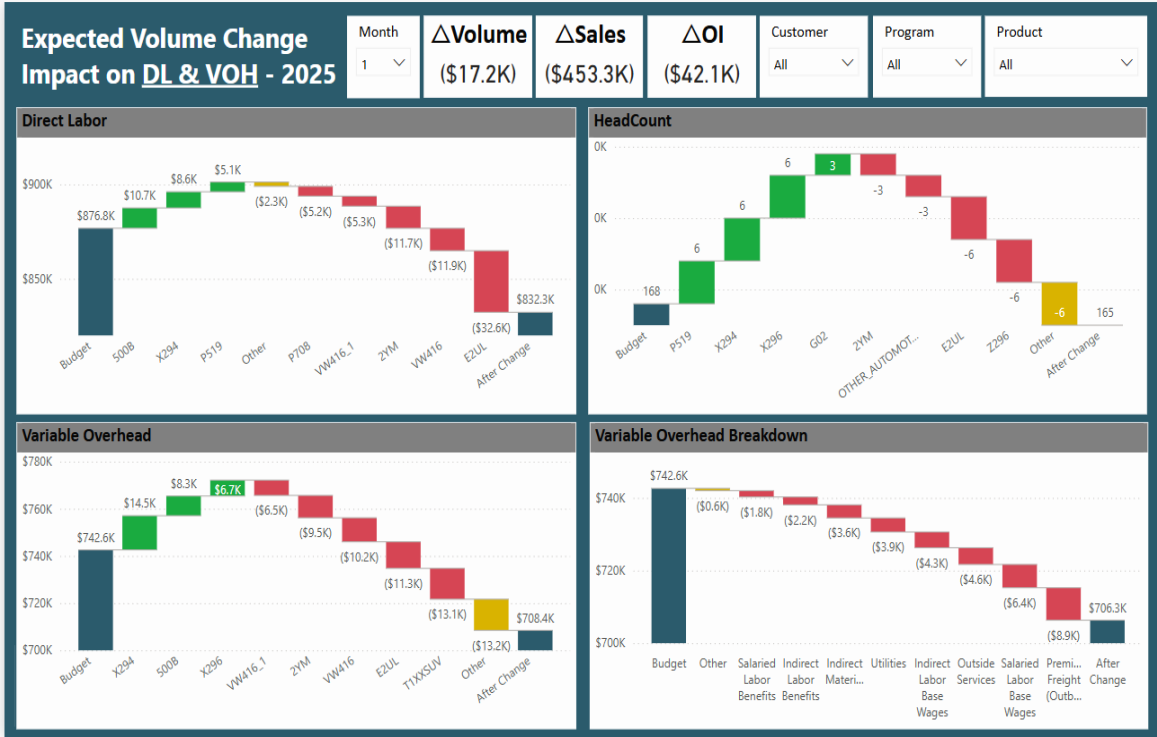 Expected Volume Change
Impact on DL & VOH - 2025
Month
1
△Volume
($17.2K)
△Sales
($453.3K)
△OI
($42.1K)
Customer
All
Program
All
Product
All
Direct Labor
$900K
$850K
$876.8K
$10.7K
$8.6K
$5.1K
($2.3K)
($5.2K)
($5.3K)
($11.7K)
($11.9K)
($32.6K)
$832.3K
Budget
500B
X294
P519
Other
P708
VW416_1
2YM
VW416
E2UL
After Change
HeadCount
0K
0K
0K
168
6
6
6
3
-3
-3
-6
-6
-6
165
Budget
P519
X294
X296
G02
2YM
OTHER_AUTOMOT...
E2UL
Z296
Other
After Change
Variable Overhead
$780K
$760K
$740K
$720K
$700K
$742.6K
$14.5K
$8.3K
$6.7K
($6.5K)
($9.5K)
($10.2K)
($11.3K)
($13.1K)
($13.2K)
$708.4K
Budget
X294
500B
X296
VW416_1
2YM
VW416
E2UL
T1XXSUV
Other
After Change
Variable Overhead Breakdown
$740K
$720K
$700K
$742.6K
($0.6K)
($1.8K)
($2.2K)
($3.6K)
($3.9K)
($4.3K)
($4.6K)
($6.4K)
($8.9K)
$706.3K
Budget
Other
Salaried
Labor
Benefits
Indirect
Labor
Benefits
Indirect
Materi...
Utilities
Indirect
Labor
Base
Wages
Outside
Services
Salaried
Labor
Base
Wages
Premi...
Freight
(Outb...
After
Change